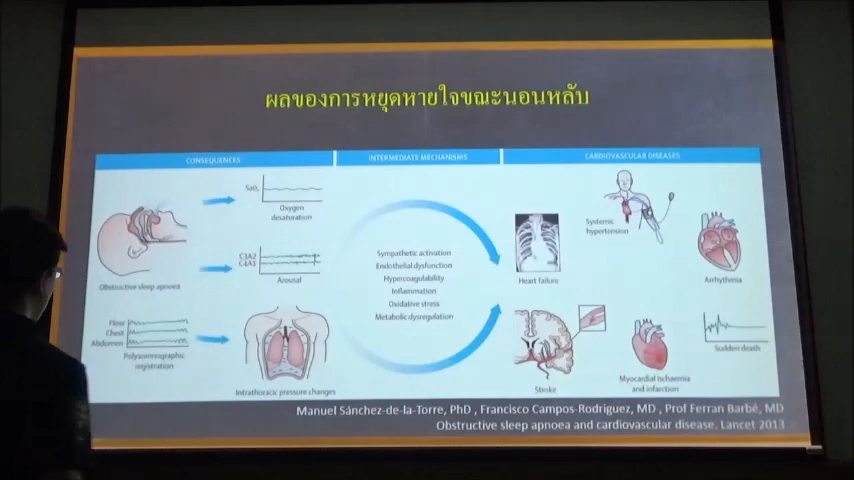 ผลของการหยุดหายใจขณะนอนหลับ
CONSEQUENCES
INTERMEDIATE MECHANISMS
CARDIOVASCULAR DISEASES
SaO₂
Oxygen
desaturation
Obstructive sleep apnoea
C3A2
C4A1
Arousal
Flow
Chest
Abdomen
Polysomnographic
registration
Intrathoracic pressure changes
Sympathetic activation
Endothelial dysfunction
Hypercoagulability
Inflammation
Oxidative stress
Metabolic dysregulation
Systemic
hypertension
Heart failure
Arrhythmia
Stroke
Myocardial ischaemia
and infarction
Sudden death
Manuel Sánchez-de-la-Torre, PhD , Francisco Campos-Rodriguez, MD , Prof Ferran Barbé, MD
Obstructive sleep apnoea and cardiovascular disease. Lancet 2013